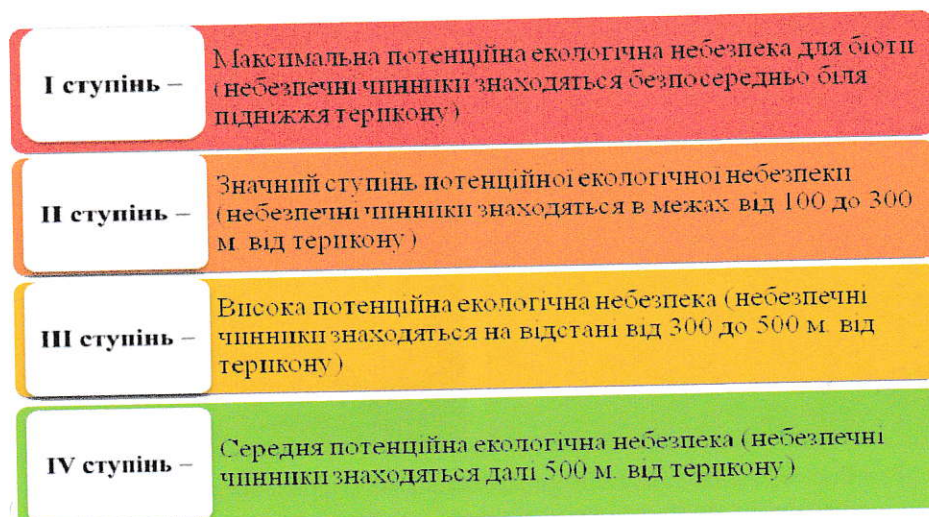 І ступінь –
Максимальна потенційна екологічна небезпека для біоти
(небезпечні чинники знаходяться безпосередньо біля
підніжжя терикону)
ІІ ступінь –
Значний ступінь потенційної екологічної небезпеки
(небезпечні чинники знаходяться в межах від 100 до 300
м. від терикону)
ІІІ ступінь –
Висока потенційна екологічна небезпека (небезпечні
чинники знаходяться на відстані від 300 до 500 м. від
терикону)
IV ступінь –
Середня потенційна екологічна небезпека (небезпечні
чинники знаходяться далі 500 м. від терикону)